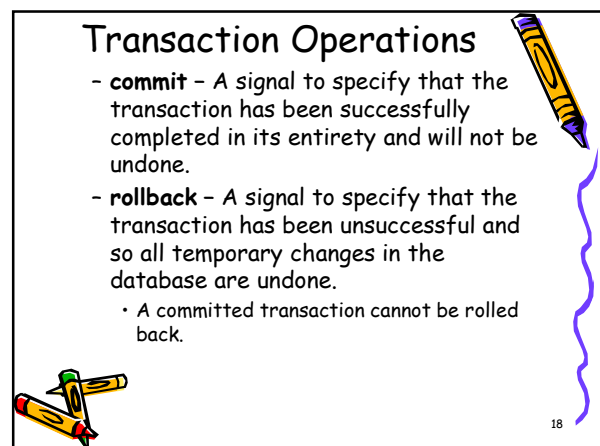 Transaction Operations
– commit – A signal to specify that the
transaction has been successfully
completed in its entirety and will not be
undone.
– rollback – A signal to specify that the
transaction has been unsuccessful and
so all temporary changes in the
database are undone.
• A committed transaction cannot be rolled
back.
18